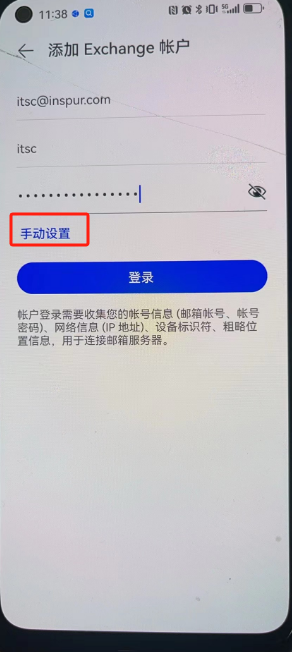 11:38
5G
← 添加 Exchange 帐户
itsc@inspur.com
itsc
••••••••••••••••
手动设置
登录
帐户登录需要收集您的帐号信息 (邮箱帐号、帐号
密码)、网络信息 (IP 地址)、设备标识符、粗略位
置信息，用于连接邮箱服务器。